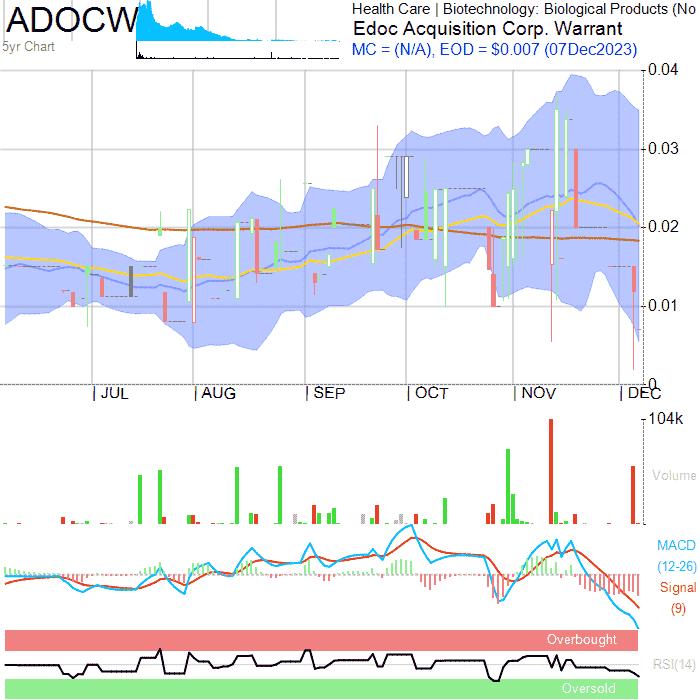 ADOCW
5yr Chart
Health Care | Biotechnology: Biological Products (No
Edoc Acquisition Corp. Warrant
MC = (N/A), EOD = $0.007 (07Dec2023)
0.04
0.03
0.02
0.01
0
JUL AUG SEP OCT NOV DEC
104k
Volume
MACD
(12-26)
Signal
(9)
Overbought
RSI(14)
Oversold